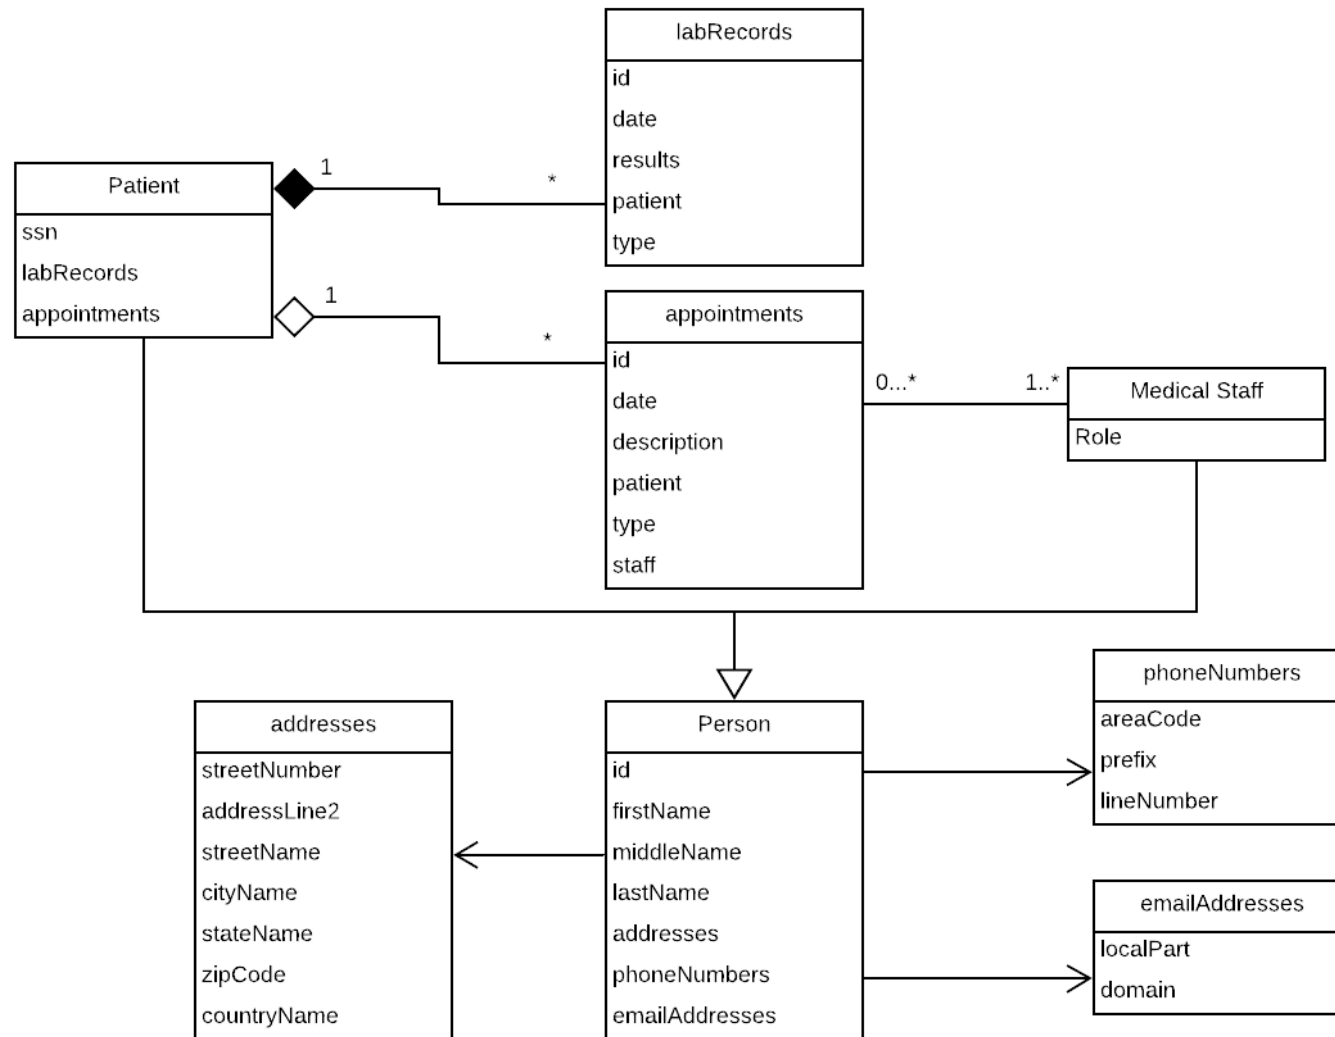 labRecords
id
date
results
patient
type
Patient
ssn
labRecords
appointments
1
*
1
*
appointments
id
date
description
patient
type
staff
0...*
1..*
Medical Staff
Role
addresses
streetNumber
addressLine2
streetName
cityName
stateName
zipCode
countryName
Person
id
firstName
middleName
lastName
addresses
phoneNumbers
emailAddresses
phoneNumbers
areaCode
prefix
lineNumber
emailAddresses
localPart
domain